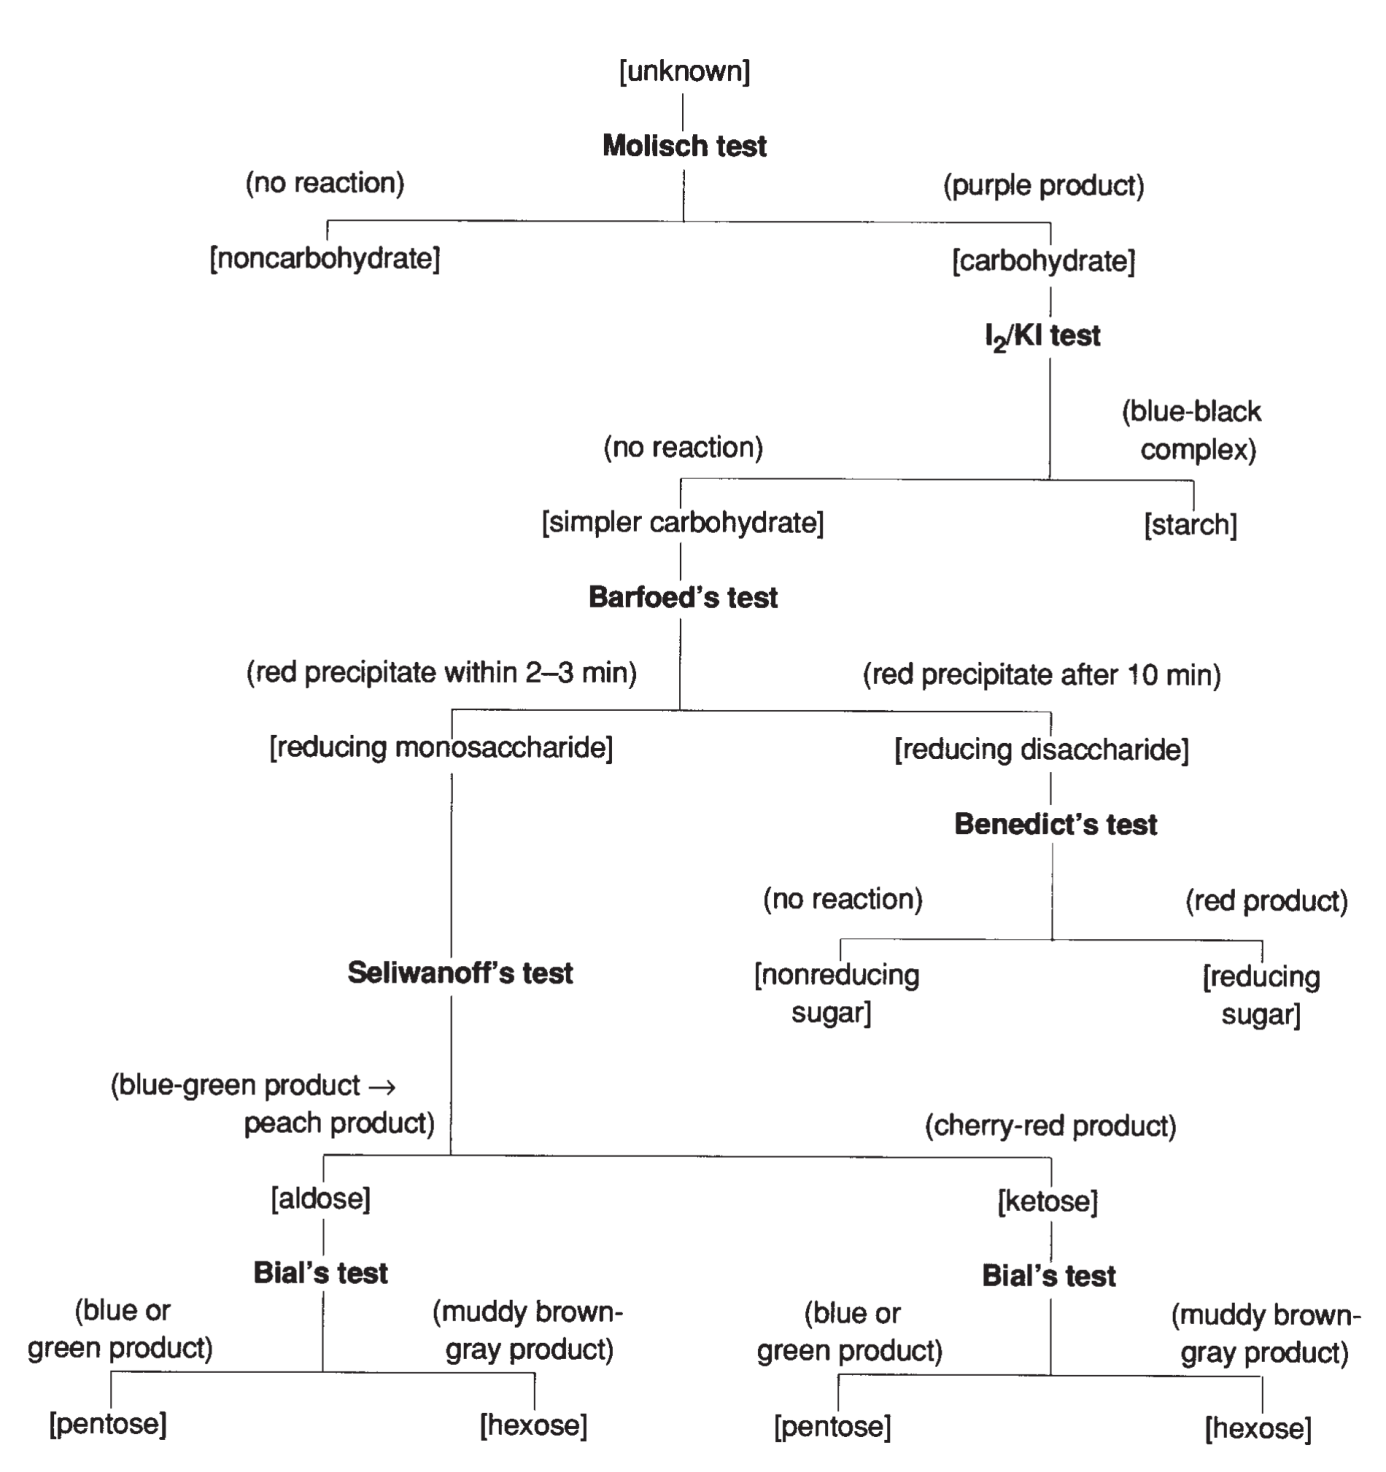 [unknown]
Molisch test
(no reaction)
(purple product)
[noncarbohydrate]
[carbohydrate]
I₂/KI test
(blue-black
complex)
(no reaction)
[simpler carbohydrate]
[starch]
Barfoed's test
(red precipitate within 2–3 min)
(red precipitate after 10 min)
[reducing monosaccharide]
[reducing disaccharide]
Benedict's test
(no reaction)
(red product)
[nonreducing
sugar]
[reducing
sugar]
Seliwanoff's test
(blue-green product →
peach product)
(cherry-red product)
[aldose]
[ketose]
Bial's test
Bial's test
(blue or
green product)
(muddy brown-
gray product)
(blue or
green product)
(muddy brown-
gray product)
[pentose]
[hexose]
[pentose]
[hexose]